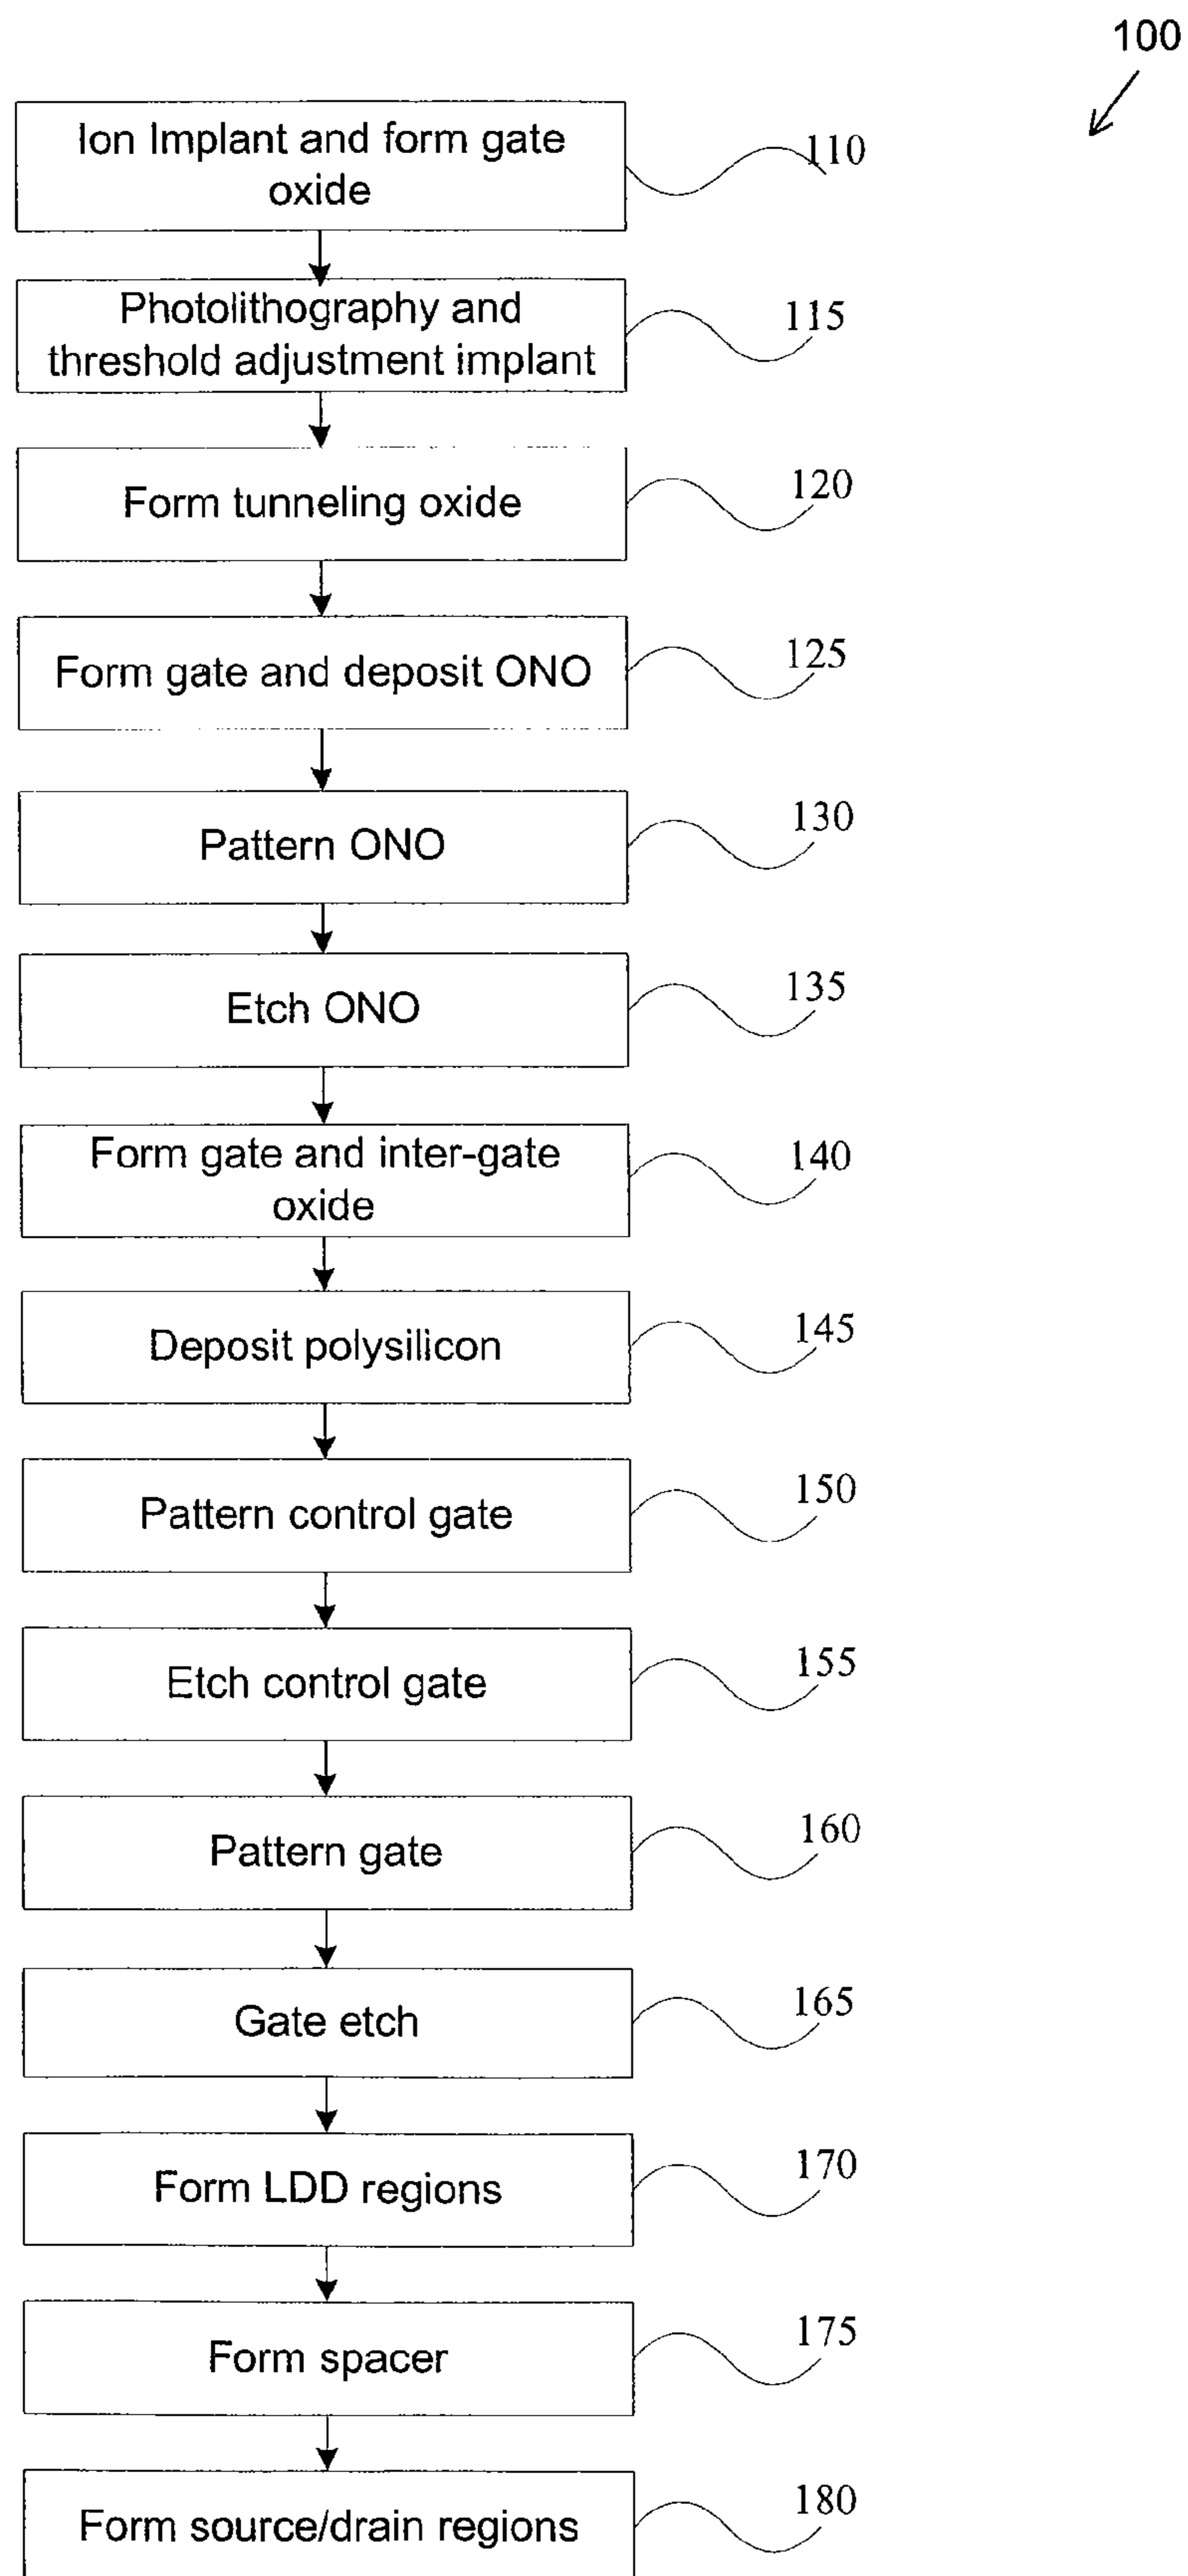 100
Ion Implant and form gate
oxide
110
Photolithography and
threshold adjustment implant
115
Form tunneling oxide
120
Form gate and deposit ONO
125
Pattern ONO
130
Etch ONO
135
Form gate and inter-gate
oxide
140
Deposit polysilicon
145
Pattern control gate
150
Etch control gate
155
Pattern gate
160
Gate etch
165
Form LDD regions
170
Form spacer
175
Form source/drain regions
180